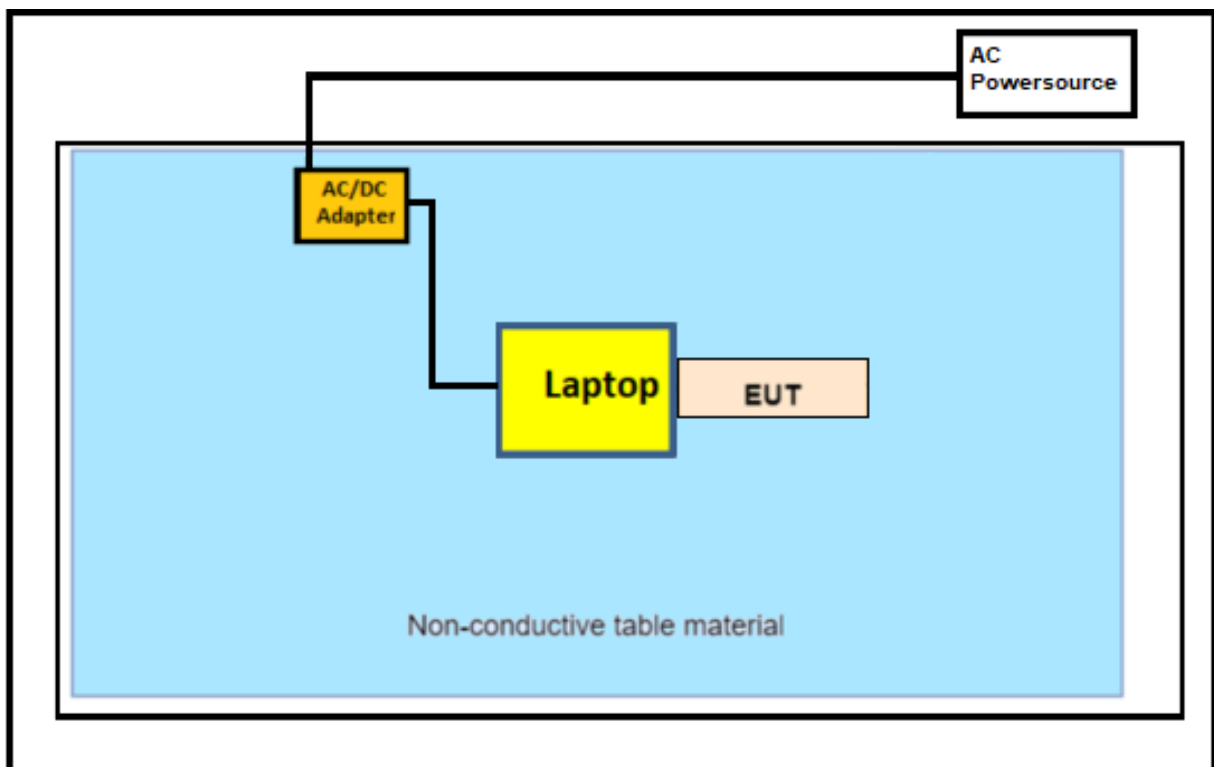 AC
Powersource
AC/DC
Adapter
Laptop
EUT
Non-conductive table material